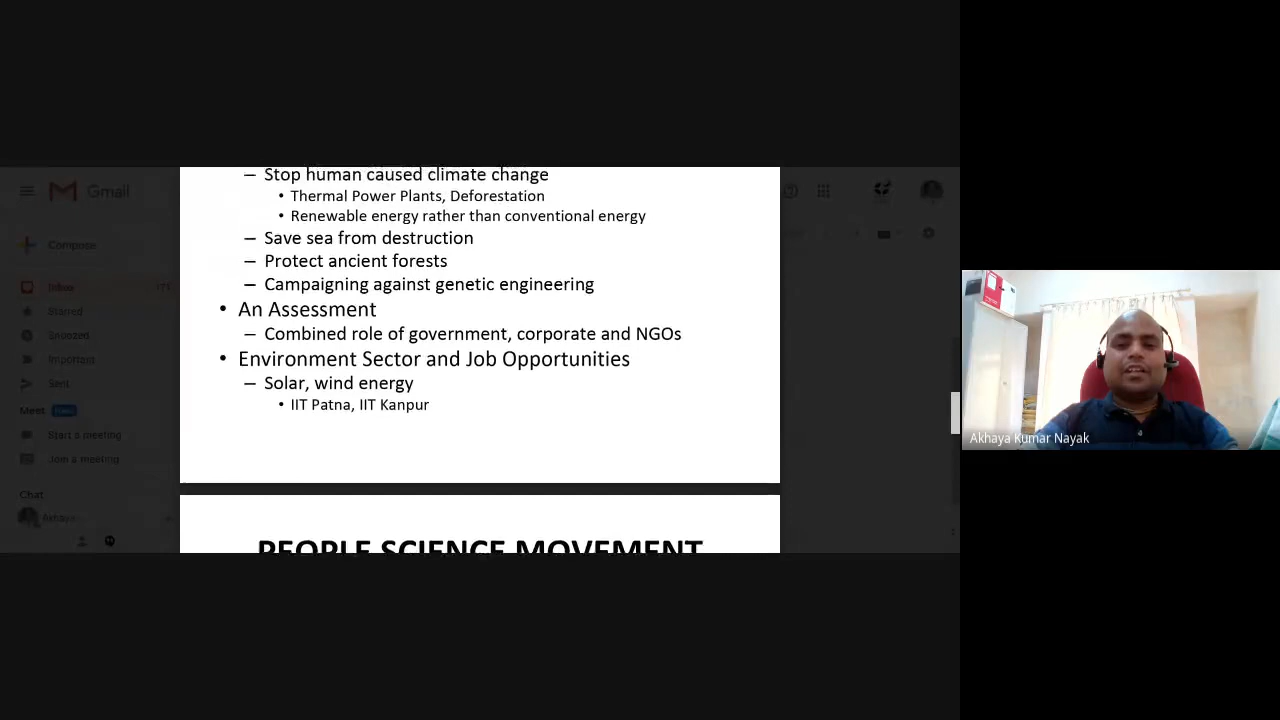 – Stop human caused climate change
• Thermal Power Plants, Deforestation
• Renewable energy rather than conventional energy
– Save sea from destruction
– Protect ancient forests
– Campaigning against genetic engineering
• An Assessment
– Combined role of government, corporate and NGOs
• Environment Sector and Job Opportunities
– Solar, wind energy
• IIT Patna, IIT Kanpur
PEOPLE SCIENCE MOVEMENT
Gmail
Compose
Inbox 171
Starred
Snoozed
Important
Sent
Meet New
Start a meeting
Join a meeting
Chat
Akhaya Kumar Nayak